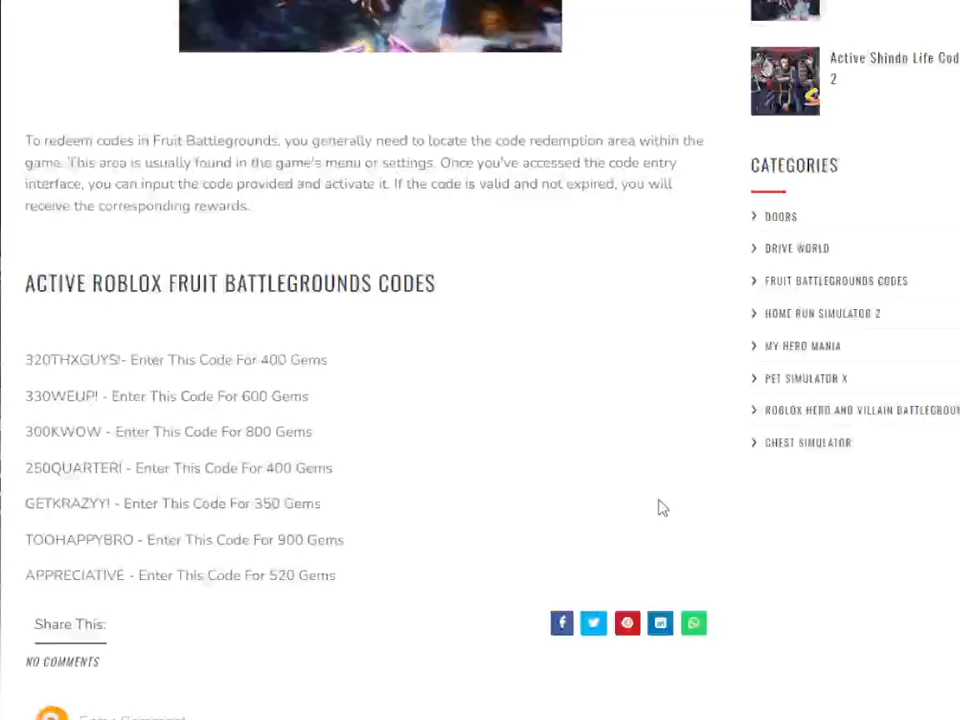 To redeem codes in Fruit Battlegrounds, you generally need to locate the code redemption area within the
game. This area is usually found in the game's menu or settings. Once you've accessed the code entry
interface, you can input the code provided and activate it. If the code is valid and not expired, you will
receive the corresponding rewards.
ACTIVE ROBLOX FRUIT BATTLEGROUNDS CODES
320THXGUYS!- Enter This Code For 400 Gems
330WEUP! - Enter This Code For 600 Gems
300KWOW - Enter This Code For 800 Gems
250QUARTER! - Enter This Code For 400 Gems
GETKRAZYY! - Enter This Code For 350 Gems
TOOHAPPYBRO - Enter This Code For 900 Gems
APPRECIATIVE - Enter This Code For 520 Gems
Share This:
NO COMMENTS
Enter Comment
Active Shindo Life Cod
2
CATEGORIES
DOORS
DRIVE WORLD
FRUIT BATTLEGROUNDS CODES
HOME RUN SIMULATOR 2
MY HERO MANIA
PET SIMULATOR X
ROBLOX HERO AND VILLAIN BATTLEGROUN
CHEST SIMULATOR